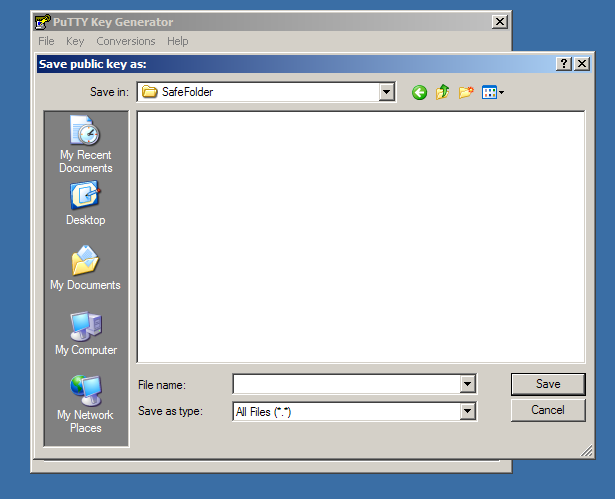 PuTTY Key Generator
File Key Conversions Help
Save public key as:
Save in: SafeFolder
My Recent
Documents
Desktop
My Documents
My Computer
My Network
Places
File name:
Save
Save as type: All Files (*.*)
Cancel